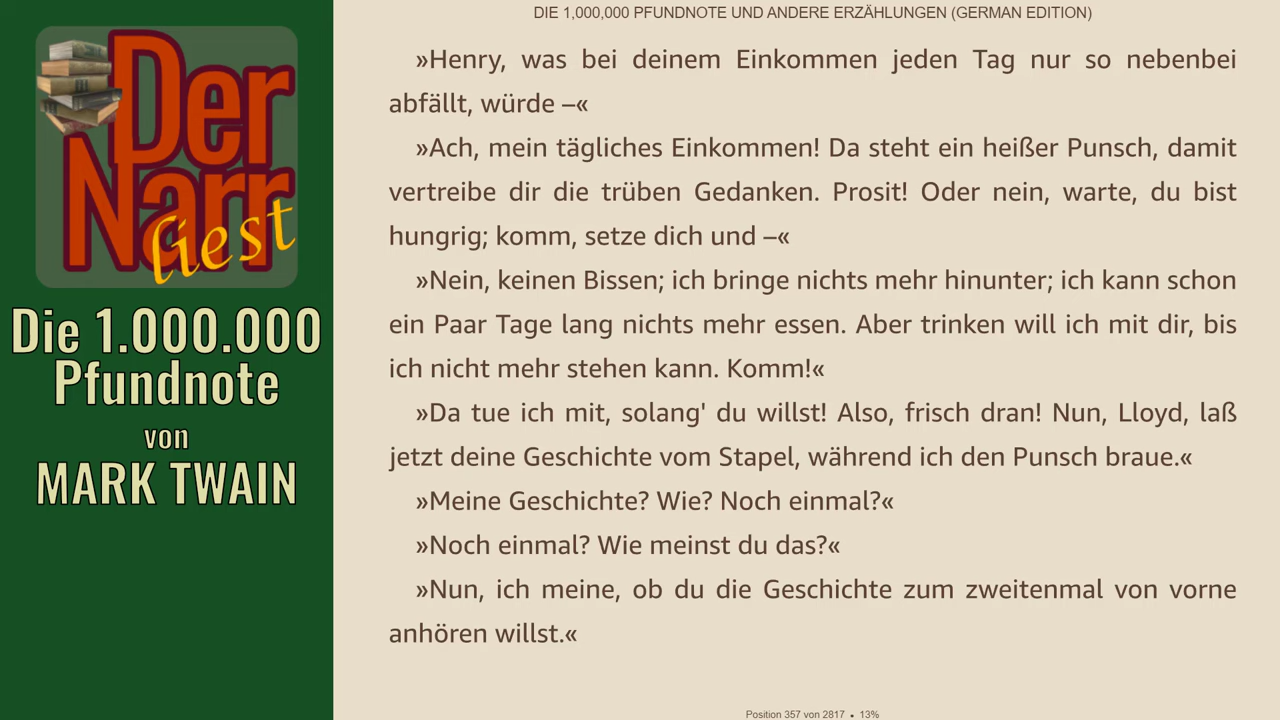 Der
Narr
liest
Die 1.000.000
Pfundnote
von
MARK TWAIN
DIE 1,000,000 PFUNDNOTE UND ANDERE ERZÄHLUNGEN (GERMAN EDITION)
»Henry, was bei deinem Einkommen jeden Tag nur so nebenbei
abfällt, würde –«
»Ach, mein tägliches Einkommen! Da steht ein heißer Punsch, damit
vertreibe dir die trüben Gedanken. Prosit! Oder nein, warte, du bist
hungrig; komm, setze dich und –«
»Nein, keinen Bissen; ich bringe nichts mehr hinunter; ich kann schon
ein Paar Tage lang nichts mehr essen. Aber trinken will ich mit dir, bis
ich nicht mehr stehen kann. Komm!«
»Da tue ich mit, solang' du willst! Also, frisch dran! Nun, Lloyd, laß
jetzt deine Geschichte vom Stapel, während ich den Punsch braue.«
»Meine Geschichte? Wie? Noch einmal?«
»Noch einmal? Wie meinst du das?«
»Nun, ich meine, ob du die Geschichte zum zweitenmal von vorne
anhören willst.«
Position 357 von 2817 • 13%